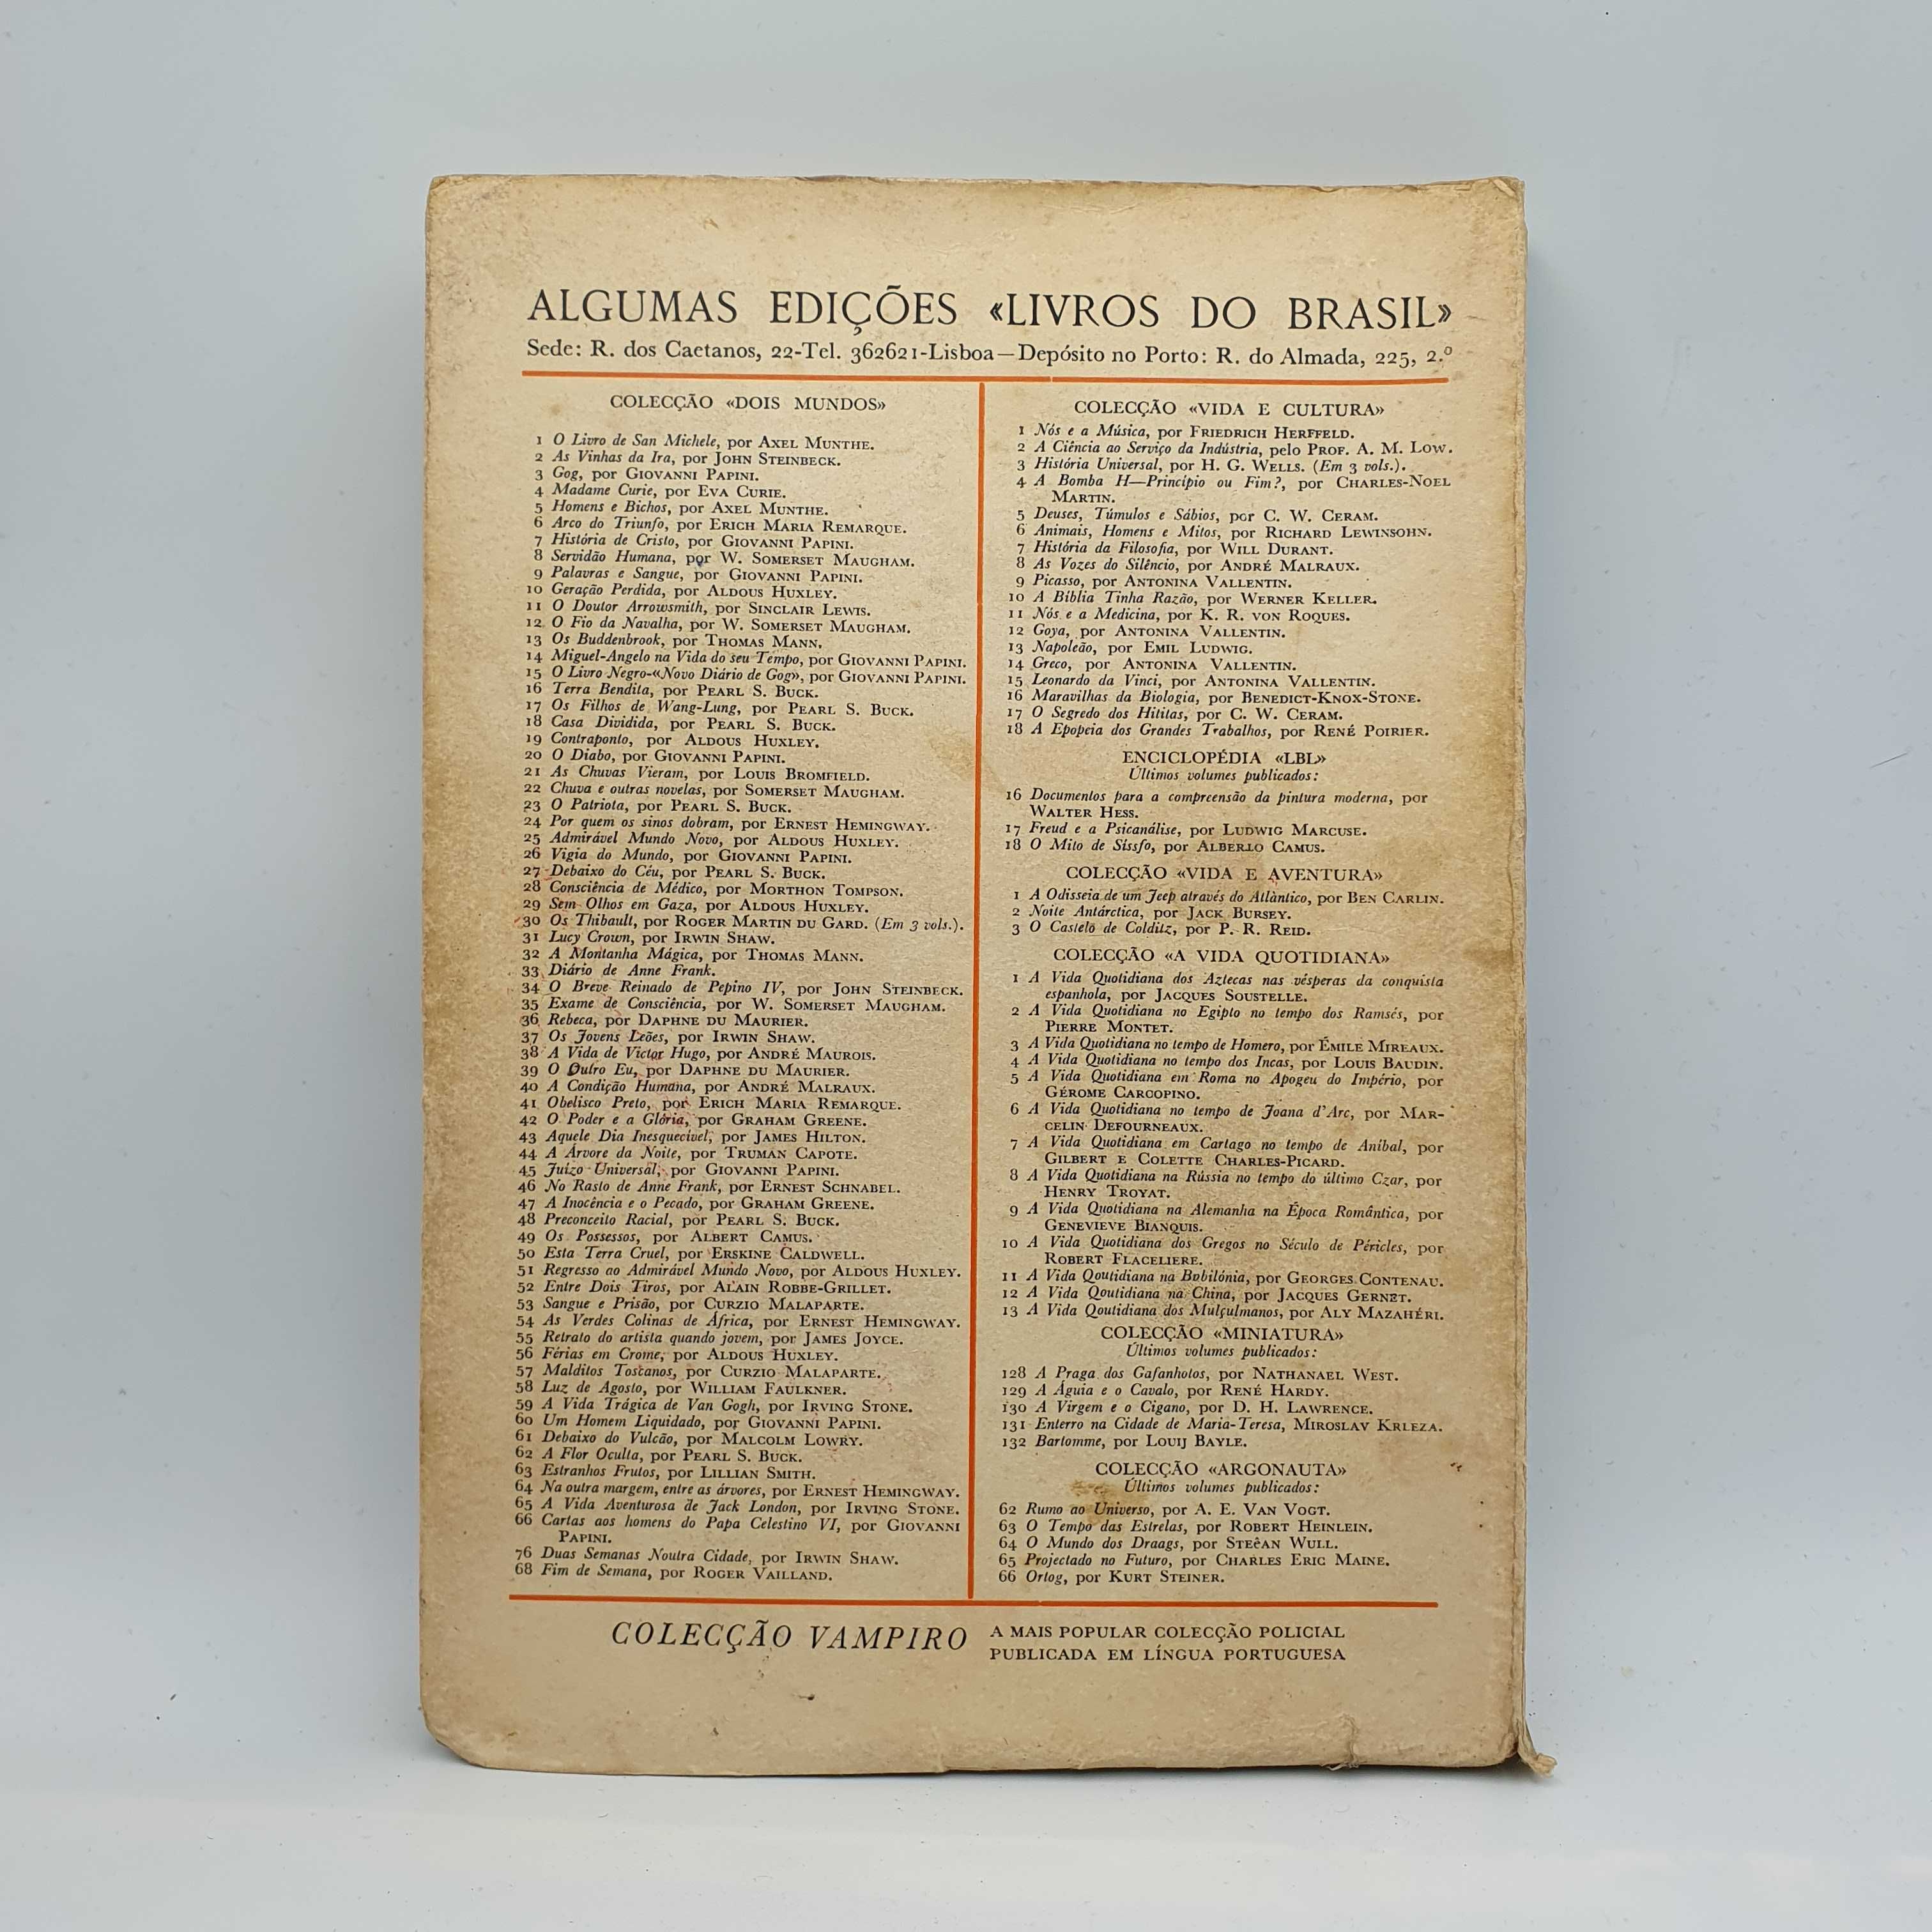 ALGUMAS EDIÇÕES «LIVROS DO BRASIL»
Sede: R. dos Caetanos, 22-Tel. 362621-Lisboa—Depósito no Porto: R. do Almada, 225, 2.º
COLECÇÃO «DOIS MUNDOS»
1 O Livro de San Michele, por AXEL MUNTHE.
2 As Vinhas da Ira, por JOHN STEINBECK.
3 Gog, por GIOVANNI PAPINI.
4 Madame Curie, por EVA CURIE.
5 Homens e Bichos, por AXEL MUNTHE.
6 Arco do Triunfo, por ERICH MARIA REMARQUE.
7 História de Cristo, por GIOVANNI PAPINI.
8 Servidão Humana, por W. SOMERSET MAUGHAM.
9 Palavras e Sangue, por GIOVANNI PAPINI.
10 Geração Perdida, por ALDOUS HUXLEY.
11 O Doutor Arrowsmith, por SINCLAIR LEWIS.
12 O Fio da Navalha, por W. SOMERSET MAUGHAM.
13 Os Buddenbrook, por THOMAS MANN,
14 Miguel-Angelo na Vida do seu Tempo, por GIOVANNI PAPINI.
15 O Livro Negro-«Novo Diário de Gog», por GIOVANNI PAPINI.
16 Terra Bendita, por PEARL S. BUCK.
17 Os Filhos de Wang-Lung, por PEARL S. BUCK.
18 Casa Dividida, por PEARL S. BUCK.
19 Contraponto, por ALDOUS HUXLEY.
20 O Diabo, por GIOVANNI PAPINI.
21 As Chuvas Vieram, por LOUIS BROMFIELD.
22 Chuva e outras novelas, por SOMERSET MAUGHAM.
23 O Patriota, por PEARL S. BUCK.
24 Por quem os sinos dobram, por ERNEST HEMINGWAY.
25 Admirável Mundo Novo, por ALDOUS HUXLEY.
26 Vigia do Mundo, por GIOVANNI PAPINI.
27 Debaixo do Céu, por PEARL S. BUCK.
28 Consciência de Médico, por MORTHON TOMPSON.
29 Sem Olhos em Gaza, por ALDOUS HUXLEY.
30 Os Thibault, por ROGER MARTIN DU GARD. (Em 3 vols.).
31 Lucy Crown, por IRWIN SHAW.
32 A Montanha Mágica, por THOMAS MANN.
33 Diário de Anne Frank.
34 O Breve Reinado de Pepino IV, por JOHN STEINBECK.
35 Exame de Consciência, por W. SOMERSET MAUGHAM.
36 Rebeca, por DAPHNE DU MAURIER.
37 Os Jovens Leões, por IRWIN SHAW.
38 A Vida de Victor Hugo, por ANDRÉ MAUROIS.
39 O Outro Eu, por DAPHNE DU MAURIER.
40 A Condição Humana, por ANDRÉ MALRAUX.
41 Obelisco Preto, por ERICH MARIA REMARQUE.
42 O Poder e a Glória, por GRAHAM GREENE.
43 Aquele Dia Inesquecível, por JAMES HILTON.
44 A Árvore da Noite, por TRUMAN CAPOTE.
45 Juízo Universal, por GIOVANNI PAPINI.
46 No Rasto de Anne Frank, por ERNEST SCHNABEL.
47 A Inocência e o Pecado, por GRAHAM GREENE.
48 Preconceito Racial, por PEARL S. BUCK.
49 Os Possessos, por ALBERT CAMUS.
50 Esta Terra Cruel, por ERSKINE CALDWELL.
51 Regresso ao Admirável Mundo Novo, por ALDOUS HUXLEY.
52 Entre Dois Tiros, por ALAIN ROBBE-GRILLET.
53 Sangue e Prisão, por CURZIO MALAPARTE.
54 As Verdes Colinas de África, por ERNEST HEMINGWAY.
55 Retrato do artista quando jovem, por JAMES JOYCE.
56 Férias em Crome, por ALDOUS HUXLEY.
57 Malditos Toscanos, por CURZIO MALAPARTE.
58 Luz de Agosto, por WILLIAM FAULKNER.
59 A Vida Trágica de Van Gogh, por IRVING STONE.
60 Um Homem Liquidado, por GIOVANNI PAPINI.
61 Debaixo do Vulcão, por MALCOLM LOWRY.
62 A Flor Oculta, por PEARL S. BUCK.
63 Estranhos Frutos, por LILLIAN SMITH.
64 Na outra margem, entre as árvores, por ERNEST HEMINGWAY.
65 A Vida Aventurosa de Jack London, por IRVING STONE.
66 Cartas aos homens do Papa Celestino VI, por GIOVANNI
PAPINI.
76 Duas Semanas Noutra Cidade, por IRWIN SHAW.
68 Fim de Semana, por ROGER VAILLAND.
COLECÇÃO «VIDA E CULTURA»
1 Nós e a Música, por FRIEDRICH HERFFELD.
2 A Ciência ao Serviço da Indústria, pelo PROF. A. M. LOW.
3 História Universal, por H. G. WELLS. (Em 3 vols.).
4 A Bomba H—Princípio ou Fim?, por CHARLES-NOEL
MARTIN.
5 Deuses, Túmulos e Sábios, por C. W. CERAM.
6 Animais, Homens e Mitos, por RICHARD LEWINSOHN.
7 História da Filosofia, por WILL DURANT.
8 As Vozes do Silêncio, por ANDRÉ MALRAUX.
9 Picasso, por ANTONINA VALLENTIN.
10 A Bíblia Tinha Razão, por WERNER KELLER.
11 Nós e a Medicina, por K. R. VON ROQUES.
12 Goya, por ANTONINA VALLENTIN.
13 Napoleão, por EMIL LUDWIG.
14 Greco, por ANTONINA VALLENTIN.
15 Leonardo da Vinci, por ANTONINA VALLENTIN.
16 Maravilhas da Biologia, por BENEDICT-KNOX-STONE.
17 O Segredo dos Hititas, por C. W. CERAM.
18 A Epopeia dos Grandes Trabalhos, por RENÉ POIRIER.
ENCICLOPÉDIA «LBL»
Últimos volumes publicados:
16 Documentos para a compreensão da pintura moderna, por
WALTER HESS.
17 Freud e a Psicanálise, por LUDWIG MARCUSE.
18 O Mito de Sissfo, por ALBERTO CAMUS.
COLECÇÃO «VIDA E AVENTURA»
1 A Odisseia de um Jeep através do Atlàntico, por BEN CARLIN.
2 Noite Antárctica, por JACK BURSEY.
3 O Castelo de Colditz, por P. R. REID.
COLECÇÃO «A VIDA QUOTIDIANA»
1 A Vida Quotidiana dos Aztecas nas vésperas da conquista
espanhola, por JACQUES SOUSTELLE.
2 A Vida Quotidiana no Egipto no tempo dos Ramsés, por
PIERRE MONTET.
3 A Vida Quotidiana no tempo de Homero, por ÉMILE MIREAUX.
4 A Vida Quotidiana no tempo dos Incas, por LOUIS BAUDIN.
5 A Vida Quotidiana em Roma no Apogeu do Império, por
GÉROME CARCOPINO.
6 A Vida Quotidiana no tempo de Joana d'Arc, por MAR-
CELIN DEFOURNEAUX.
7 A Vida Quotidiana em Cartago no tempo de Aníbal, por
GILBERT E COLETTE CHARLES-PICARD.
8 A Vida Quotidiana na Rússia no tempo do último Czar, por
HENRY TROYAT.
9 A Vida Quotidiana na Alemanha na Época Romântica, por
GENEVIEVE BIANQUIS.
10 A Vida Quotidiana dos Gregos no Século de Péricles, por
ROBERT FLACELIERE.
11 A Vida Qoutidiana na Babilónia, por GEORGES CONTENAU.
12 A Vida Qoutidiana na China, por JACQUES GERNET.
13 A Vida Qoutidiana dos Mulçulmanos, por ALY MAZAHÉRI.
COLECÇÃO «MINIATURA»
Últimos volumes publicados:
128 A Praga dos Gafanhotos, por NATHANAEL WEST.
129 A Águia e o Cavalo, por RENÉ HARDY.
130 A Virgem e o Cigano, por D. H. LAWRENCE.
131 Enterro na Cidade de Maria-Teresa, MIROSLAV KRLEZA.
132 Bartomme, por LOUIJ BAYLE.
COLECÇÃO «ARGONAUTA»
Últimos volumes publicados:
62 Rumo ao Universo, por A. E. VAN VOGT.
63 O Tempo das Estrelas, por ROBERT HEINLEIN.
64 O Mundo dos Draags, por STEÊAN WULL.
65 Projectado no Futuro, por CHARLES ERIC MAINE.
66 Ortog, por KURT STEINER.
COLECÇÃO VAMPIRO
A MAIS POPULAR COLECÇÃO POLICIAL
PUBLICADA EM LÍNGUA PORTUGUESA